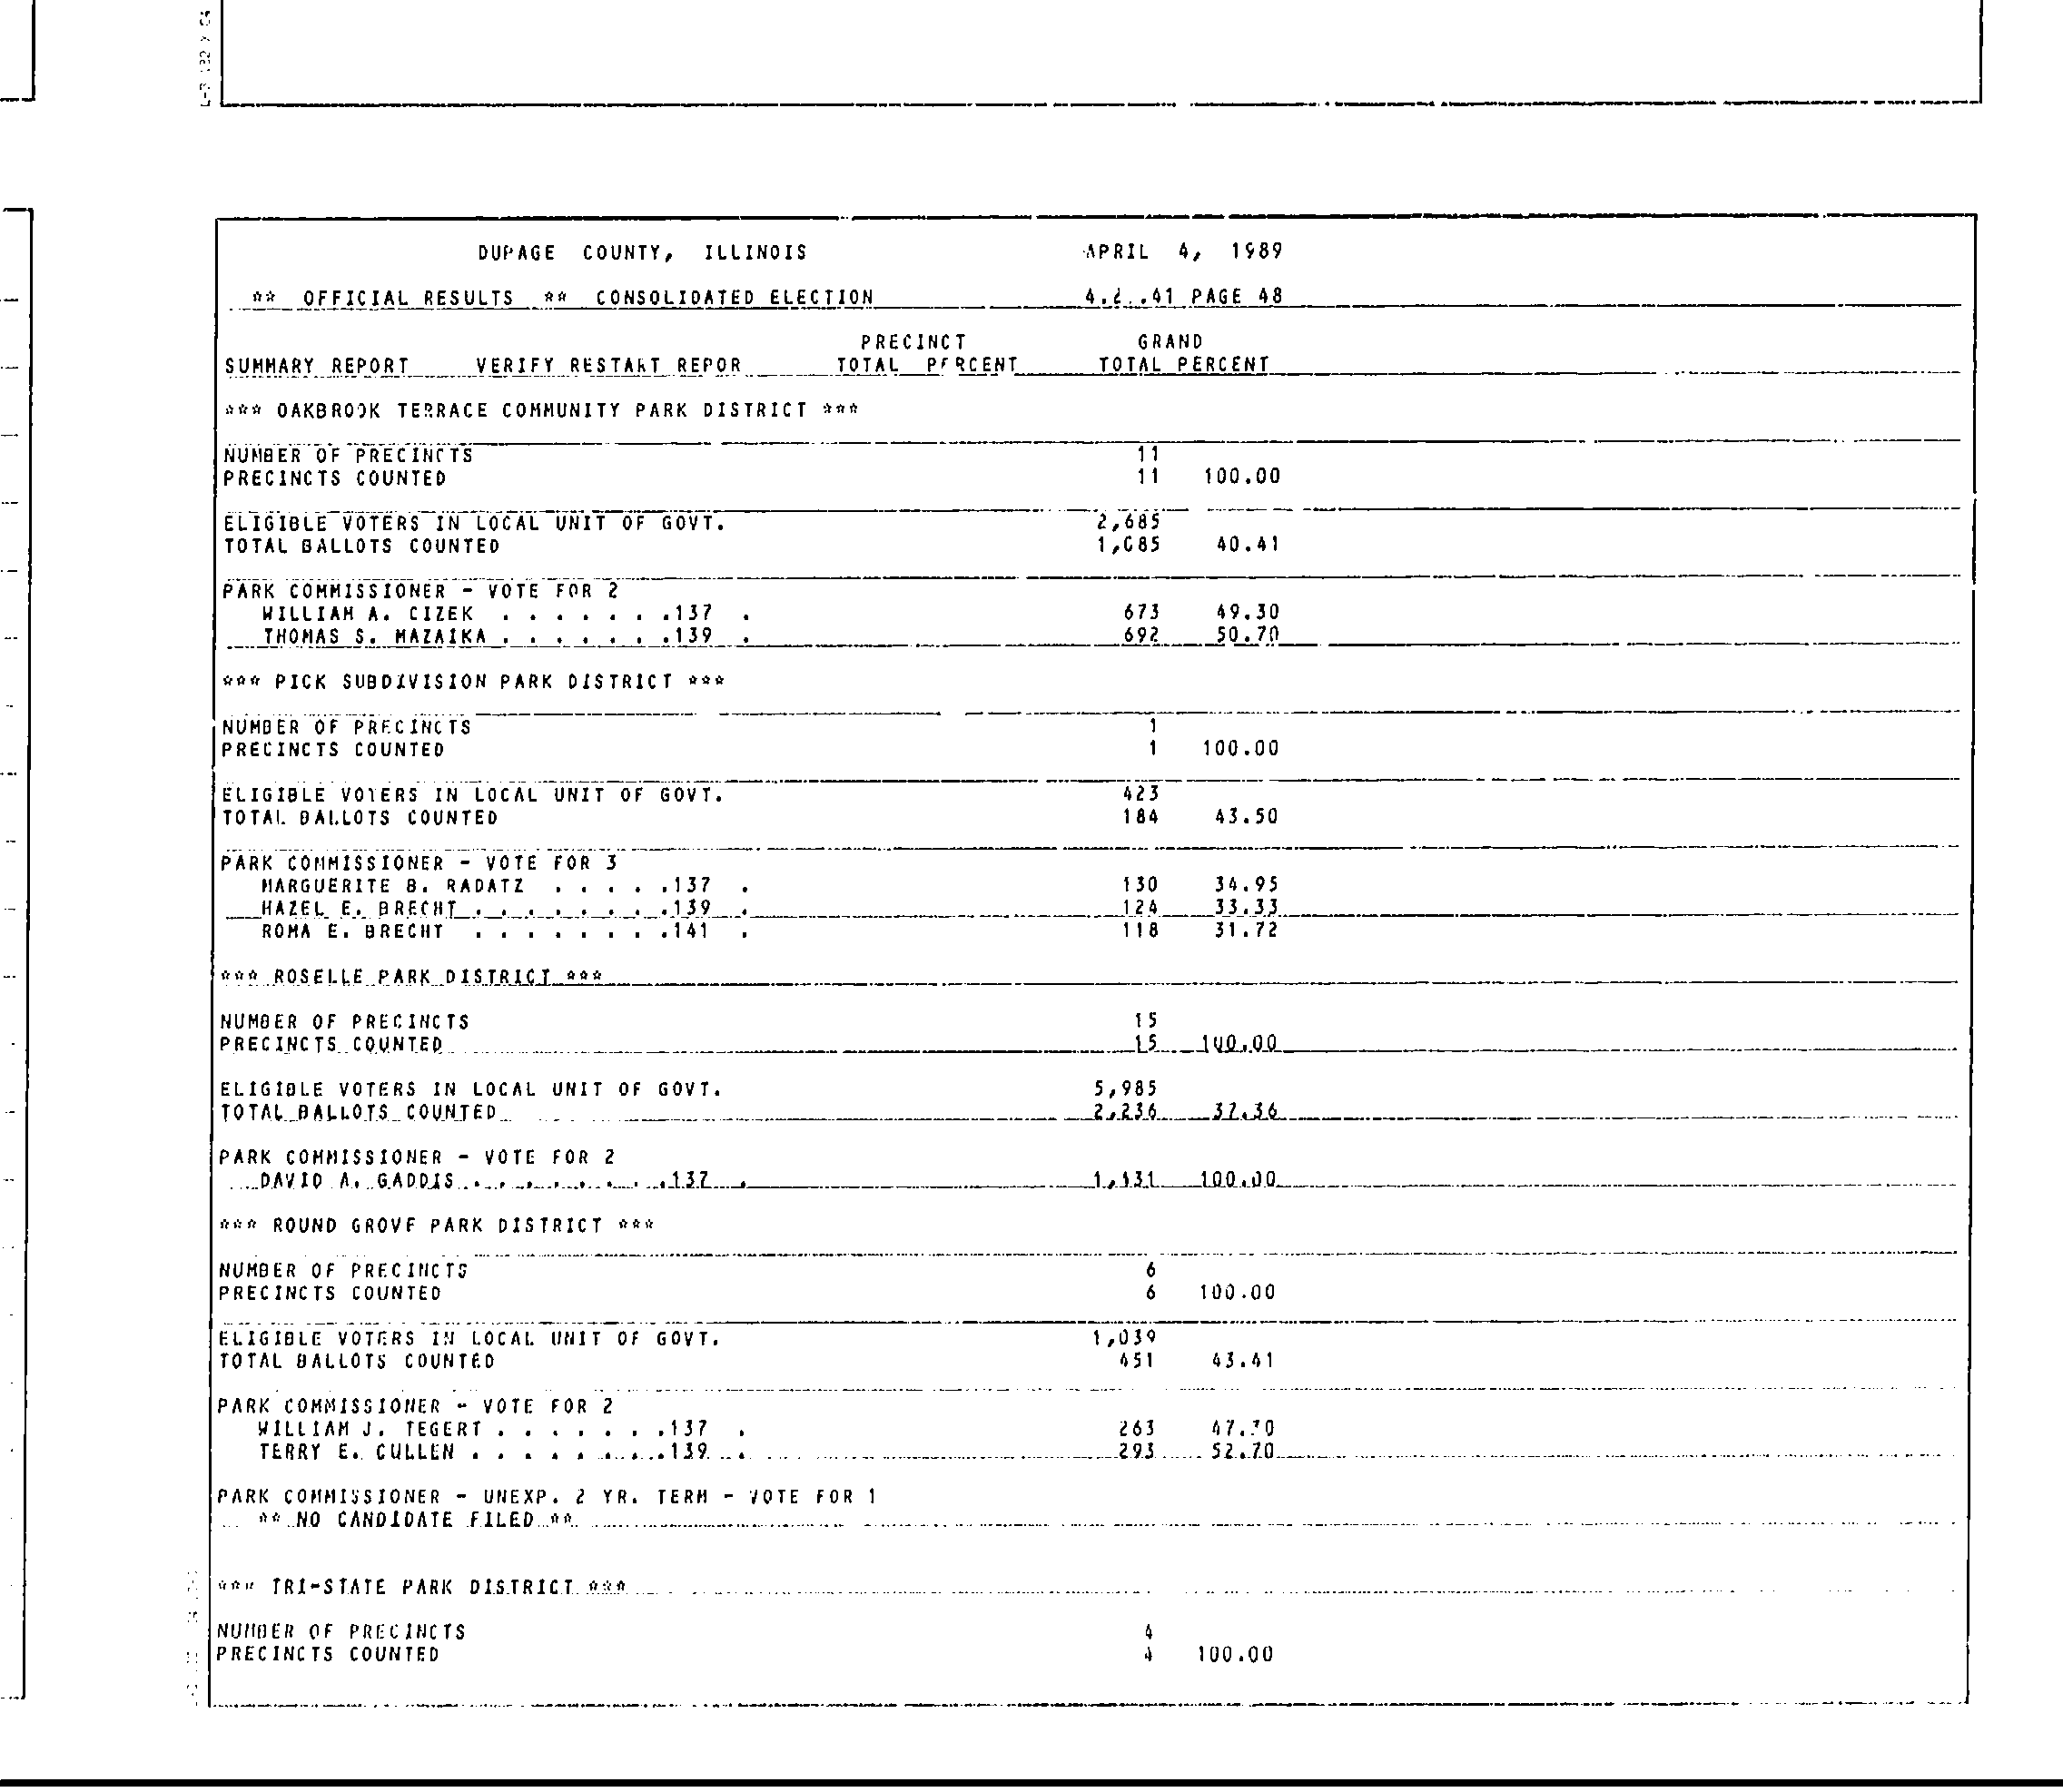 DUPAGE COUNTY, ILLINOIS APRIL 4, 1989
** OFFICIAL RESULTS ** CONSOLIDATED ELECTION PAGE 48
PRECINCT GRAND
SUMMARY REPORT VERIFY RESTART REPOR TOTAL PERCENT TOTAL PERCENT
*** OAKBROOK TERRACE COMMUNITY PARK DISTRICT ***
NUMBER OF PRECINCTS 11
PRECINCTS COUNTED 11 100.00
ELIGIBLE VOTERS IN LOCAL UNIT OF GOVT. 2,685
TOTAL BALLOTS COUNTED 1,085 40.41
PARK COMMISSIONER - VOTE FOR 2
WILLIAM A. CIZEK . . . . . . .137 . 673 49.30
THOMAS S. MAZAIKA . . . . . . .139 . 692 50.70
*** PICK SUBDIVISION PARK DISTRICT ***
NUMBER OF PRECINCTS 1
PRECINCTS COUNTED 1 100.00
ELIGIBLE VOTERS IN LOCAL UNIT OF GOVT. 423
TOTAL BALLOTS COUNTED 184 43.50
PARK COMMISSIONER - VOTE FOR 3
MARGUERITE B. RADATZ . . . . .137 . 130 34.95
HAZEL E. BRECHT . . . . . . . .139 . 124 33.33
ROMA E. BRECHT . . . . . . . .141 . 118 31.72
*** ROSELLE PARK DISTRICT ***
NUMBER OF PRECINCTS 15
PRECINCTS COUNTED 15 100.00
ELIGIBLE VOTERS IN LOCAL UNIT OF GOVT. 5,985
TOTAL BALLOTS COUNTED 2,236 37.36
PARK COMMISSIONER - VOTE FOR 2
DAVID A. GADDIS . . . . . . . .137 . 1,131 100.00
*** ROUND GROVE PARK DISTRICT ***
NUMBER OF PRECINCTS 6
PRECINCTS COUNTED 6 100.00
ELIGIBLE VOTERS IN LOCAL UNIT OF GOVT. 1,039
TOTAL BALLOTS COUNTED 451 43.41
PARK COMMISSIONER - VOTE FOR 2
WILLIAM J. TEGERT . . . . . . .137 . 263 47.30
TERRY E. CULLEN . . . . . . . .139 . 293 52.70
PARK COMMISSIONER - UNEXP. 2 YR. TERM - VOTE FOR 1
** NO CANDIDATE FILED **
*** TRI-STATE PARK DISTRICT ***
NUMBER OF PRECINCTS 4
PRECINCTS COUNTED 4 100.00